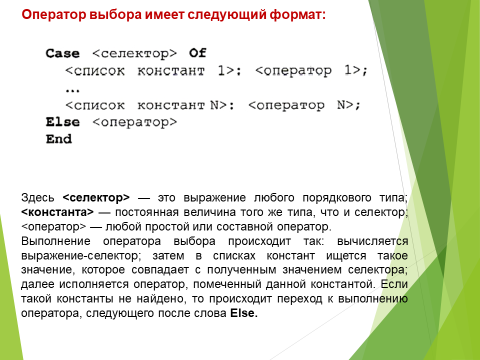 Оператор выбора имеет следующий формат:
Case <селектор> Of
<список констант 1>: <оператор 1>;
...
<список констант N>: <оператор N>;
Else <оператор>
End
Здесь <селектор> — это выражение любого порядкового типа;
<константа> — постоянная величина того же типа, что и селектор;
<оператор> — любой простой или составной оператор.
Выполнение оператора выбора происходит так: вычисляется
выражение-селектор; затем в списках констант ищется такое
значение, которое совпадает с полученным значением селектора;
далее исполняется оператор, помеченный данной константой. Если
такой константы не найдено, то происходит переход к выполнению
оператора, следующего после слова Else.